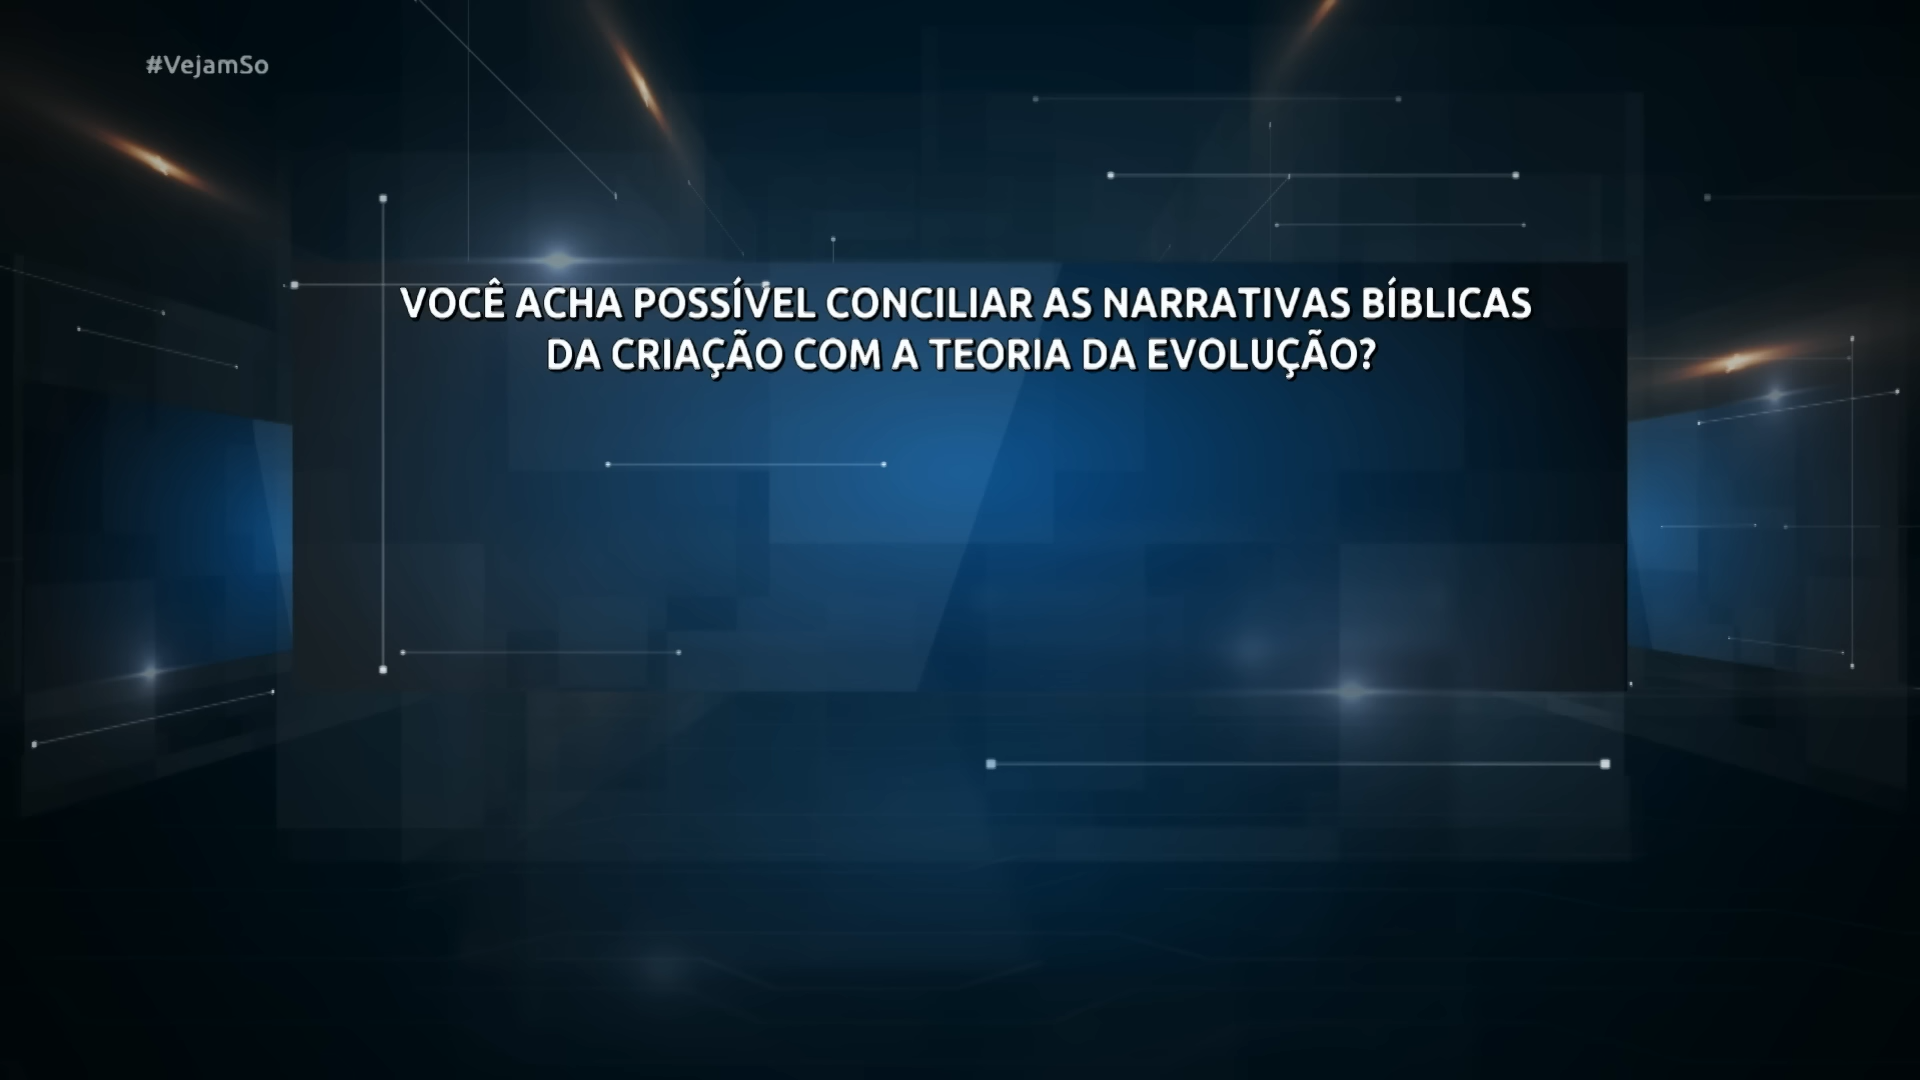 #VejamSo
VOCÊ ACHA POSSÍVEL CONCILIAR AS NARRATIVAS BÍBLICAS
DA CRIAÇÃO COM A TEORIA DA EVOLUÇÃO?